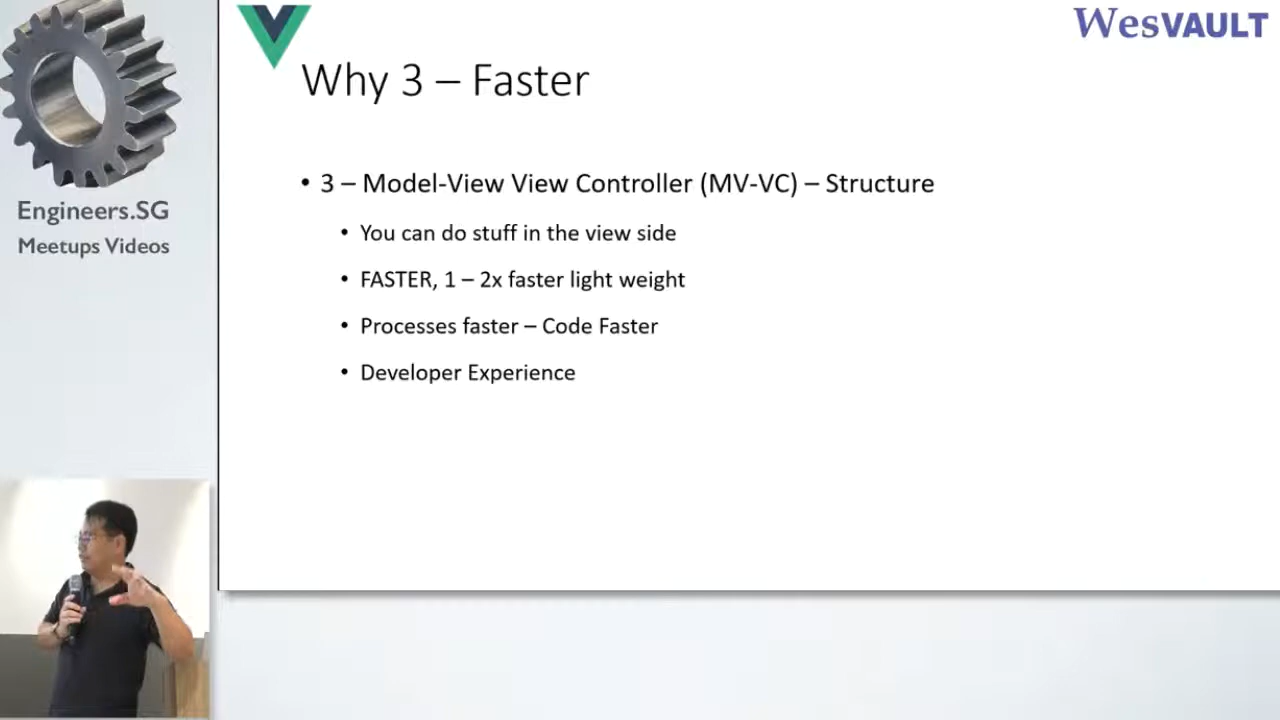 WesVAULT
Why 3 – Faster
• 3 – Model-View View Controller (MV-VC) – Structure
• You can do stuff in the view side
• FASTER, 1 – 2x faster light weight
• Processes faster – Code Faster
• Developer Experience
Engineers.SG
Meetups Videos